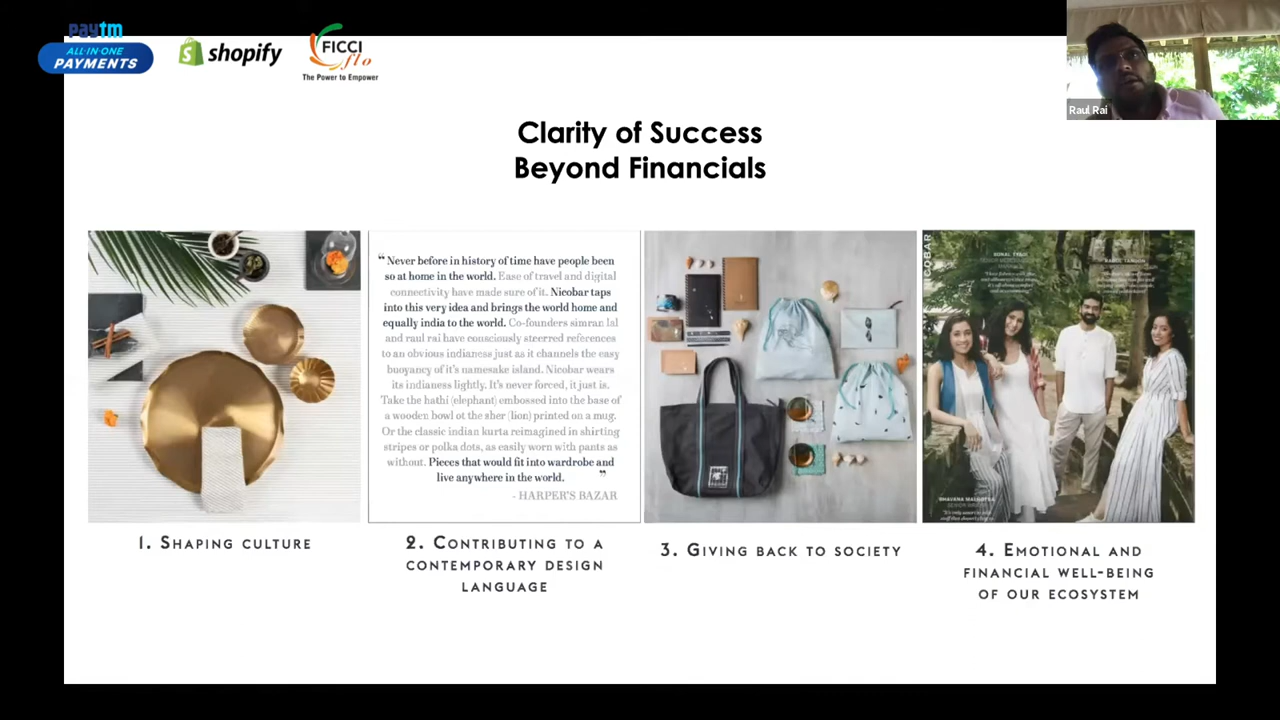 paytm
ALL-IN-ONE
PAYMENTS
shopify
FICCI
flo
The Power to Empower
Raul Rai
Clarity of Success
Beyond Financials
“ Never before in history of time have people been
so at home in the world. Ease of travel and digital
connectivity have made sure of it. Nicobar taps
into this very idea and brings the world home and
equally india to the world. Co-founders simran lal
and raul rai have consciously steerred references
to an obvious indianess just as it channels the easy
buoyancy of it's namesake island. Nicobar wears
its indianess lightly. It's never forced, it just is.
Take the hathi (elephant) embossed into the base of
a wooden bowl ot the sher (lion) printed on a mug.
Or the classic indian kurta reimagined in shirting
stripes or polka dots, as easily worn with pants as
without. Pieces that would fit into wardrobe and
live anywhere in the world. ”
- HARPER'S BAZAR
NICOBAR
1. SHAPING CULTURE
2. CONTRIBUTING TO A
CONTEMPORARY DESIGN
LANGUAGE
3. GIVING BACK TO SOCIETY
4. EMOTIONAL AND
FINANCIAL WELL-BEING
OF OUR ECOSYSTEM